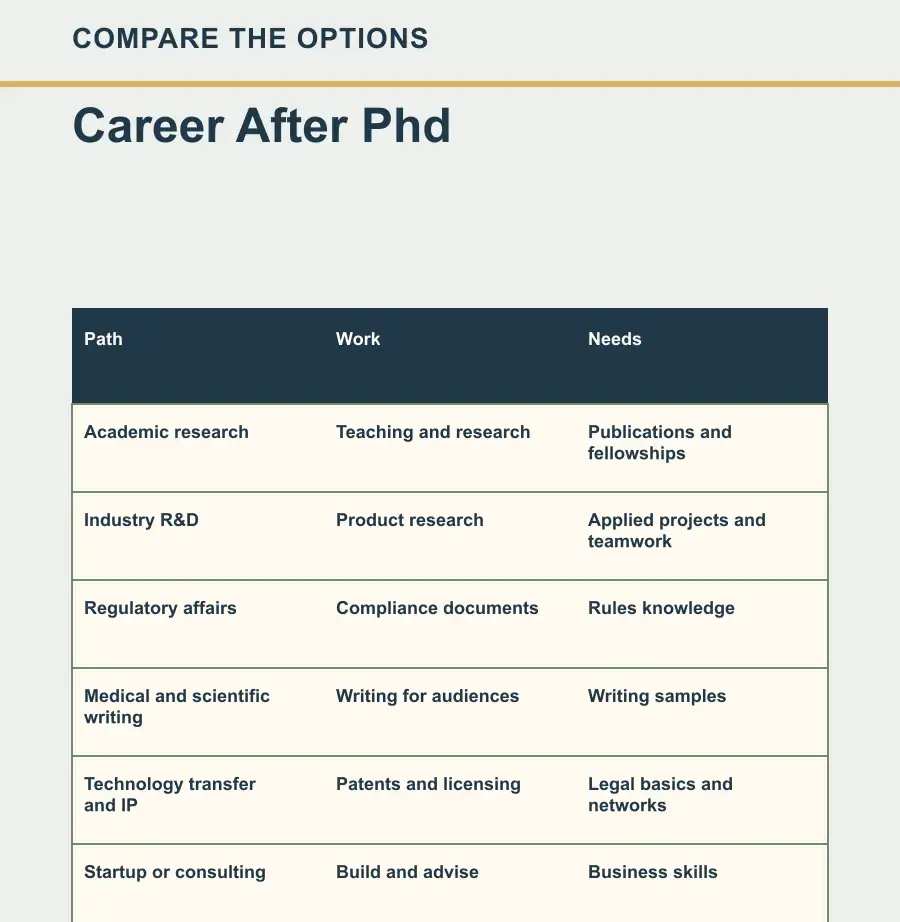 COMPARE THE OPTIONS
Career After Phd
Path Work Needs
Academic research Teaching and research Publications and
fellowships
Industry R&D Product research Applied projects and
teamwork
Regulatory affairs Compliance documents Rules knowledge
Medical and scientific Writing for audiences Writing samples
writing
Technology transfer Patents and licensing Legal basics and
and IP networks
Startup or consulting Build and advise Business skills